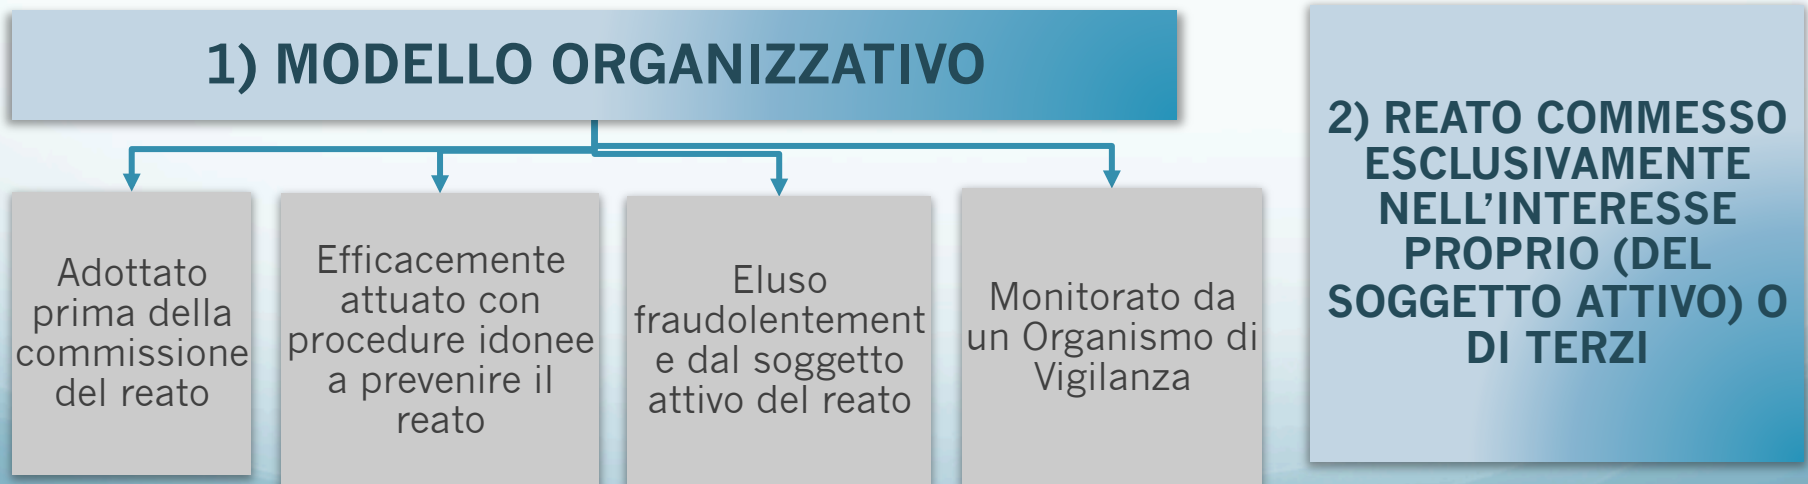 1) MODELLO ORGANIZZATIVO
Adottato
prima della
commissione
del reato
Efficacemente
attuato con
procedure idonee
a prevenire il
reato
Eluso
fraudolentement
e dal soggetto
attivo del reato
Monitorato da
un Organismo di
Vigilanza
2) REATO COMMESSO
ESCLUSIVAMENTE
NELL’INTERESSE
PROPRIO (DEL
SOGGETTO ATTIVO) O
DI TERZI